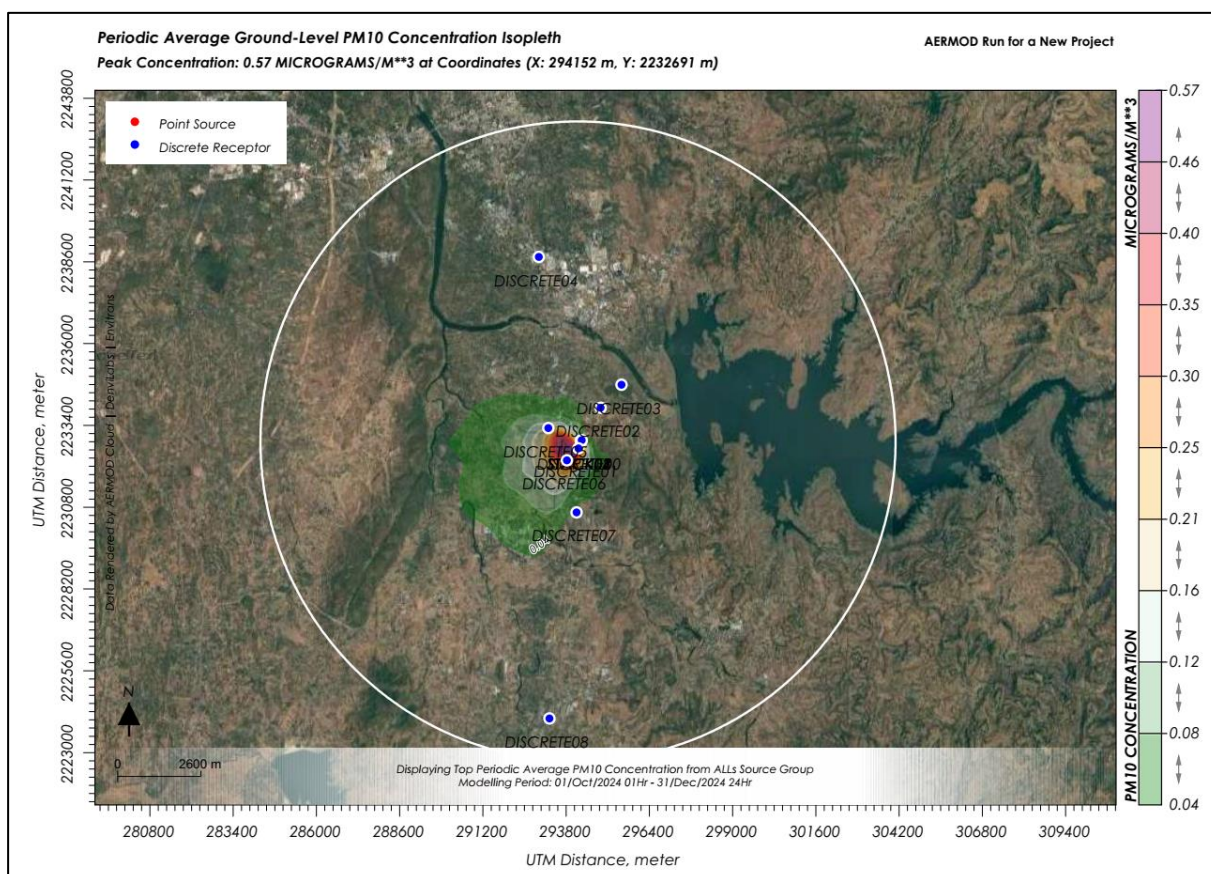 Periodic Average Ground-Level PM10 Concentration Isopleth
AERMOD Run for a New Project
Peak Concentration: 0.57 MICROGRAMS/M**3 at Coordinates (X: 294152 m, Y: 2232691 m)
Point Source
Discrete Receptor
UTM Distance, meter
2243800
2241200
2238600
2236000
2233400
2230800
2228200
2225600
2223000
Data Rendered by AERMOD Cloud | DenvLabs | Envitrans
DISCRETE04
DISCRETE03
DISCRETE02
DISCRETE05
DISCRETE01
DISCRETE06
DISCRETE07
DISCRETE08
N
0 2600 m
Displaying Top Periodic Average PM10 Concentration from ALLs Source Group
Modelling Period: 01/Oct/2024 01Hr - 31/Dec/2024 24Hr
280800 283400 286000 288600 291200 293800 296400 299000 301600 304200 306800 309400
UTM Distance, meter
MICROGRAMS/M**3
PM10 CONCENTRATION
0.57
0.46
0.40
0.35
0.30
0.25
0.21
0.16
0.12
0.08
0.04